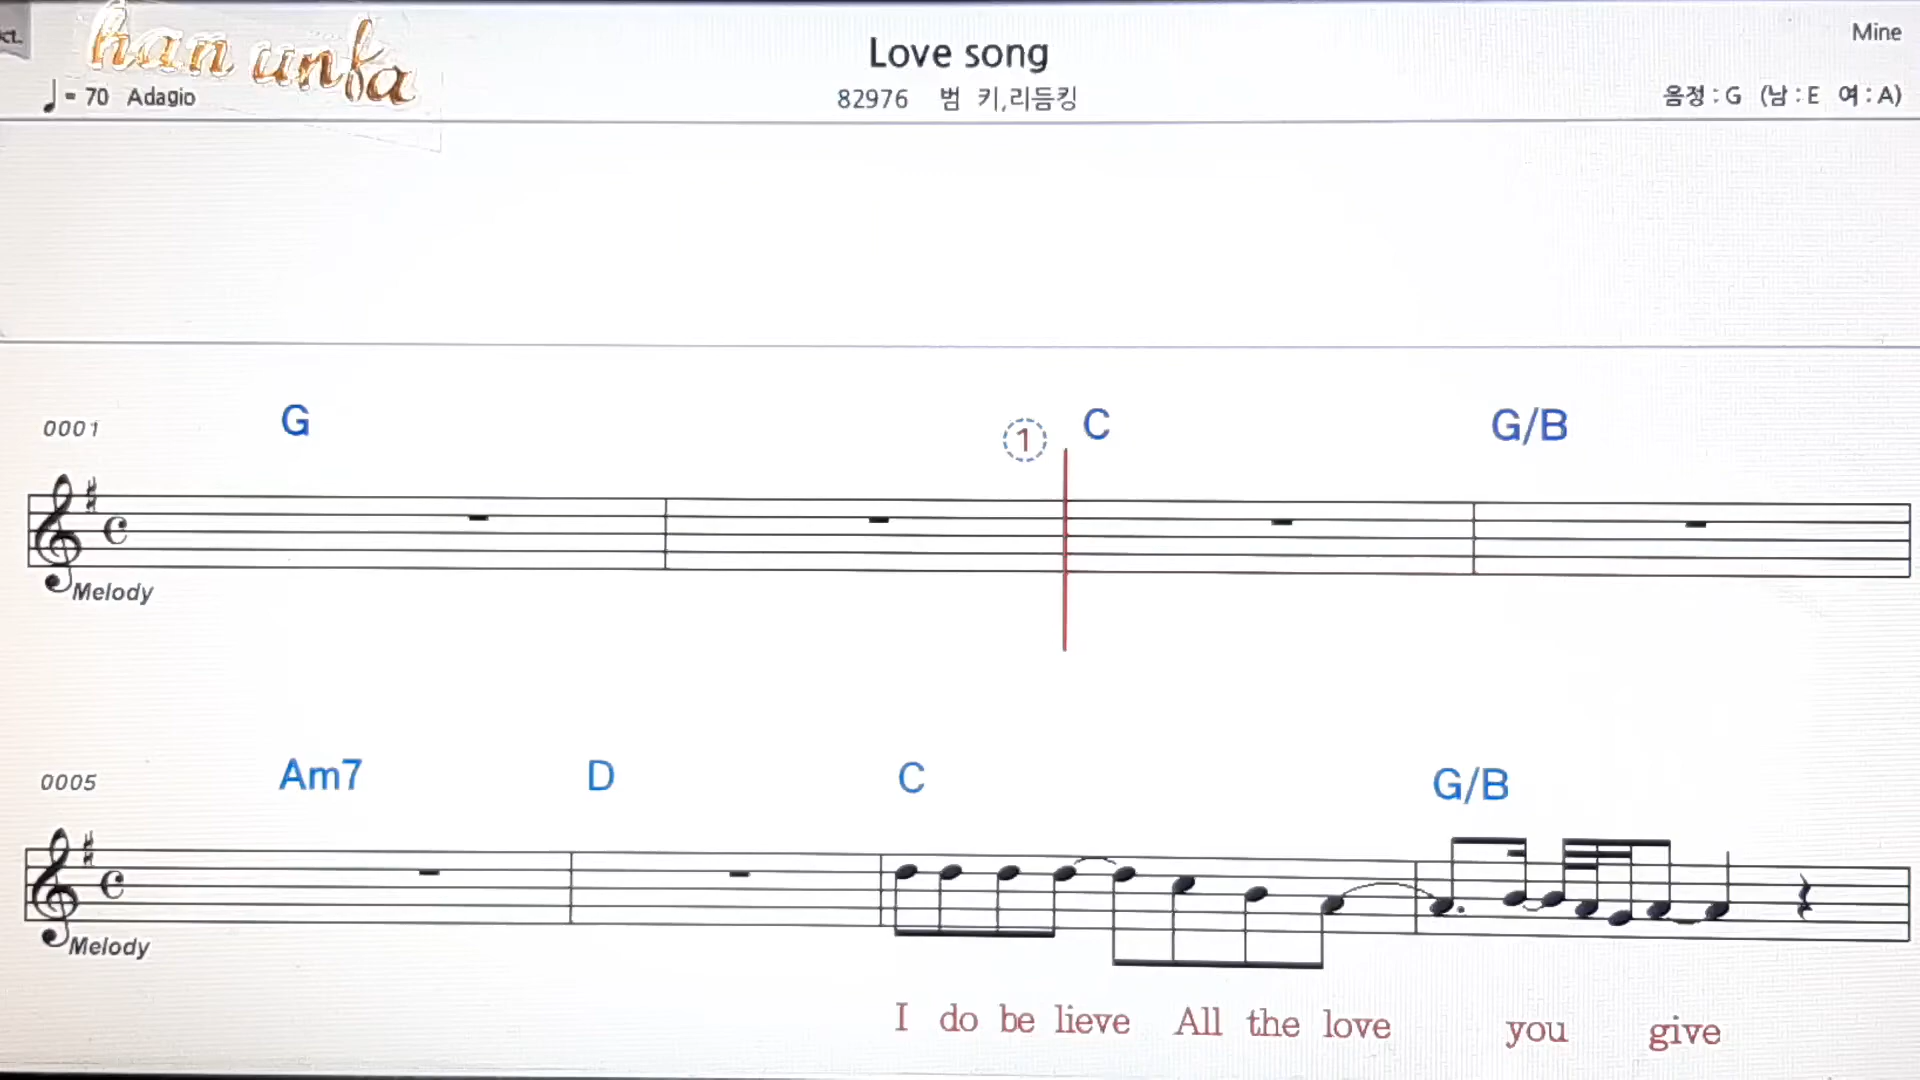 han unfa
Love song
Mine
♩= 70 Adagio
82976 범 키,리듬킹
음정 : G (남 : E 여 : A)
0001
G
1
C
G/B
Melody
0005
Am7 D C G/B
Melody
I do be lieve All the love you give